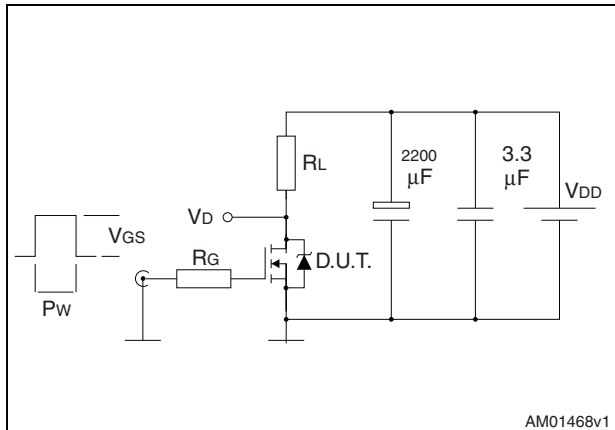 RL
2200
μF
3.3
μF
VDD
VD
VGS
RG
D.U.T.
PW
AM01468v1